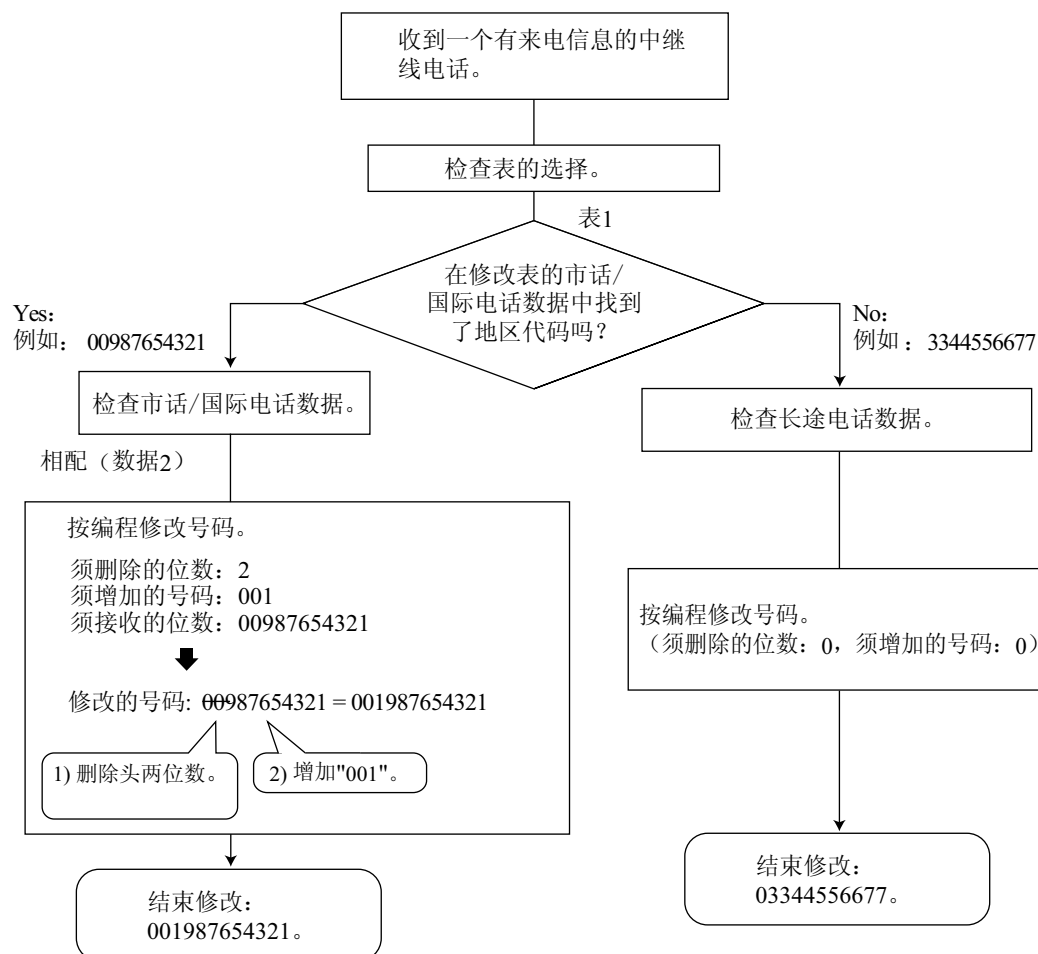 收到一个有来电信息的中继
线电话。
检查表的选择。
表1
在修改表的市话/
国际电话数据中找到
了地区代码吗？
Yes：
例如：00987654321
No：
例如：3344556677
检查市话/国际电话数据。
相配（数据2）
按编程修改号码。
须删除的位数：2
须增加的号码：001
须接收的位数：00987654321
修改的号码: 00987654321 = 001987654321
1) 删除头两位数。
2) 增加"001"。
结束修改：
001987654321。
检查长途电话数据。
按编程修改号码。
（须删除的位数：0，须增加的号码：0）
结束修改：
03344556677。